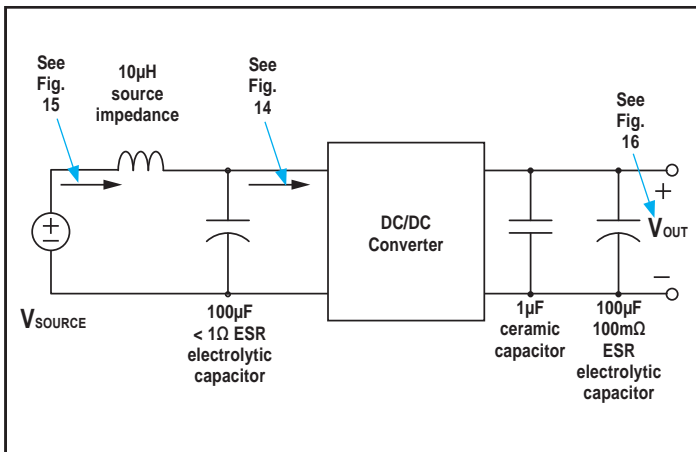 See
Fig.
15
10µH
source
impedance
See
Fig.
14
See
Fig.
16
DC/DC
Converter
+
VOUT
–
VSOURCE
100µF
< 1Ω ESR
electrolytic
capacitor
1µF
ceramic
capacitor
100µF
100mΩ
ESR
electrolytic
capacitor